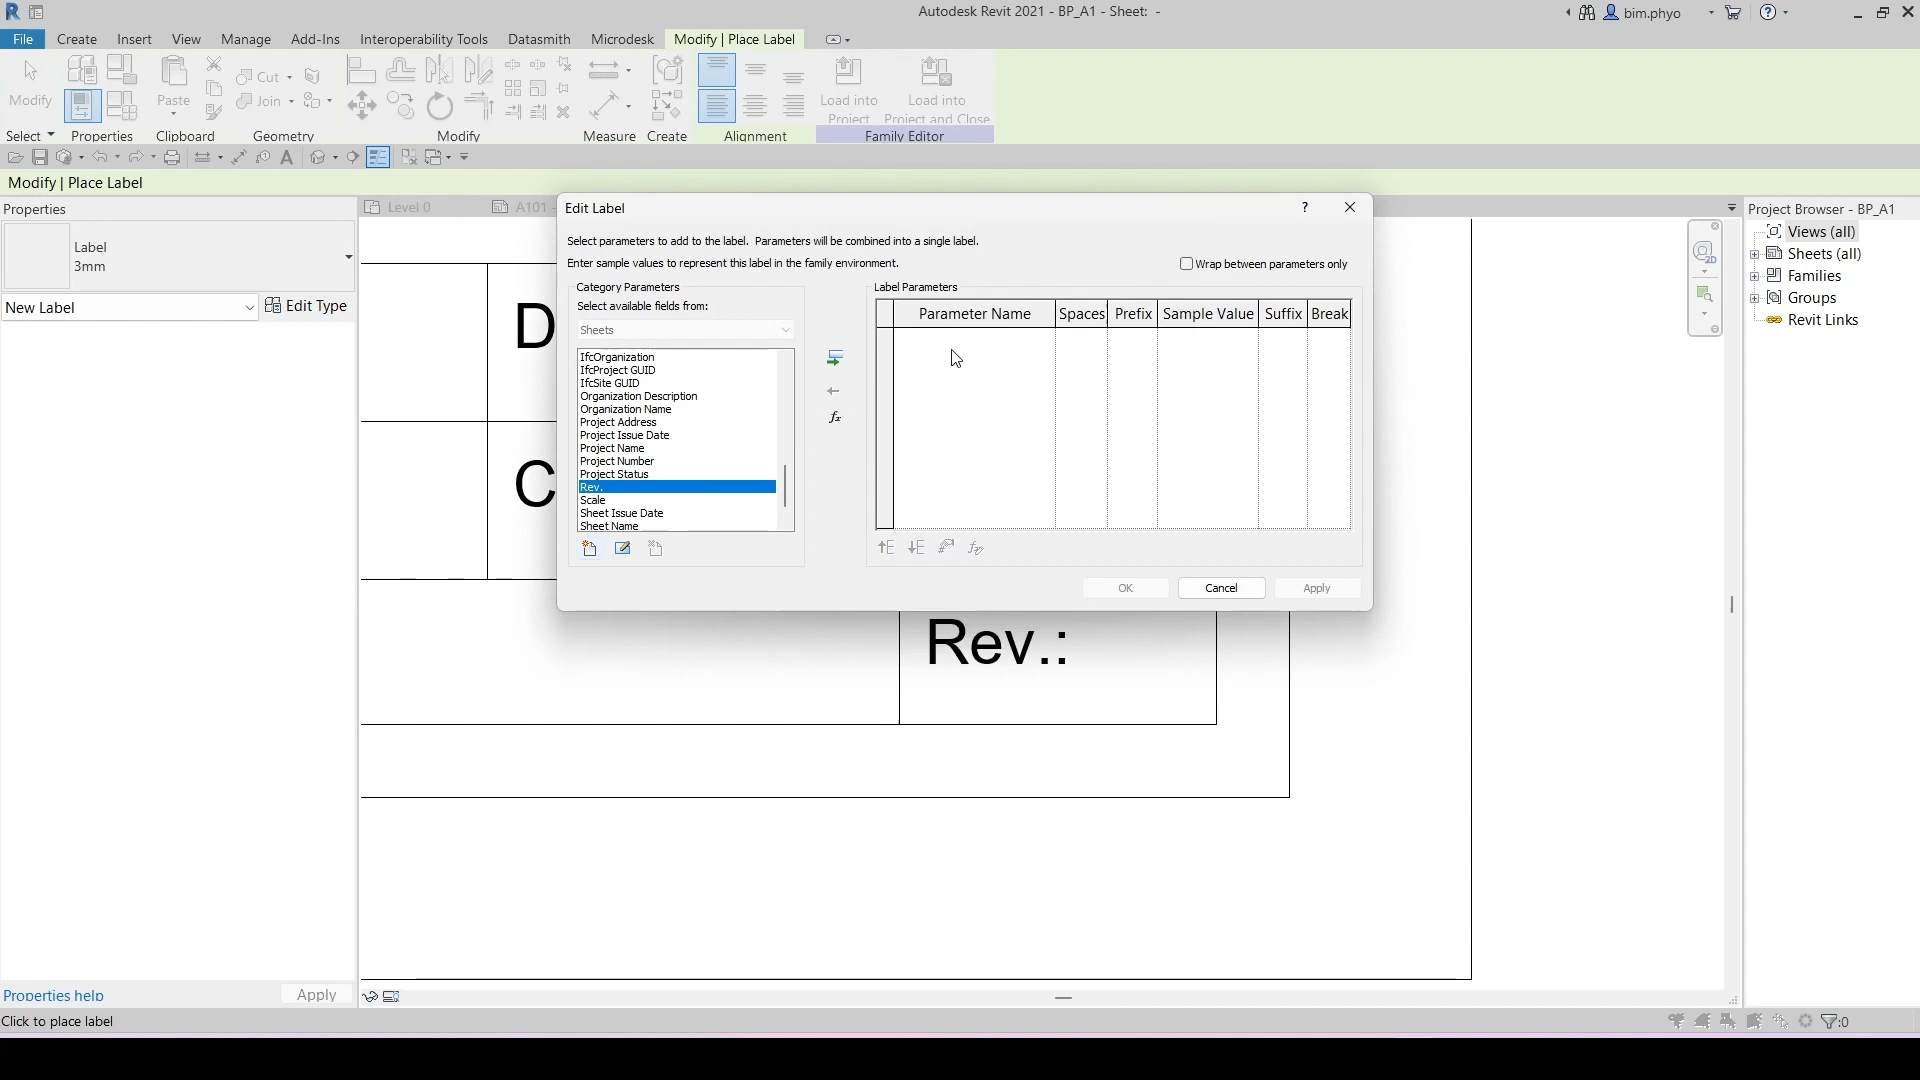 Autodesk Revit 2021 - BP_A1 - Sheet: -
bim.phyo
File Create Insert View Manage Add-Ins Interoperability Tools Datasmith Microdesk Modify | Place Label
Modify Paste Cut Join Load into Project Load into Project and Close
Select Properties Clipboard Geometry Modify Measure Create Alignment Family Editor
Modify | Place Label
Properties
Label
3mm
New Label
Edit Type
Level 0
A101 -
Edit Label
Select parameters to add to the label. Parameters will be combined into a single label.
Enter sample values to represent this label in the family environment.
Wrap between parameters only
Category Parameters
Select available fields from:
Sheets
IfcOrganization
IfcProject GUID
IfcSite GUID
Organization Description
Organization Name
Project Address
Project Issue Date
Project Name
Project Number
Project Status
Rev.
Scale
Sheet Issue Date
Sheet Name
fx
Label Parameters
Parameter Name Spaces Prefix Sample Value Suffix Break
OK Cancel Apply
D
C
Rev.:
Project Browser - BP_A1
Views (all)
Sheets (all)
Families
Groups
Revit Links
2D
Properties help
Apply
Click to place label
:0